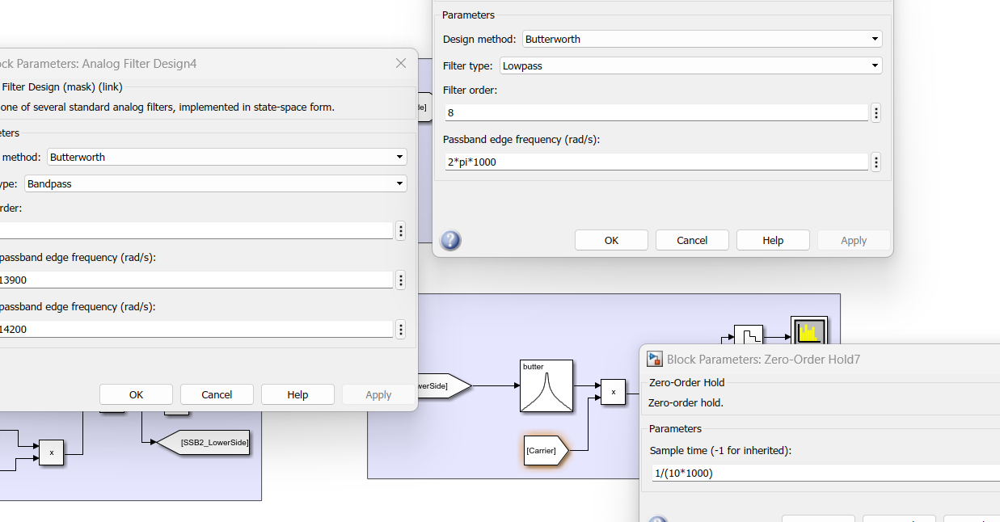 Parameters
Design method: Butterworth
Filter type: Lowpass
Filter order:
8
Passband edge frequency (rad/s):
2*pi*1000
OK Cancel Help Apply
ck Parameters: Analog Filter Design4
Filter Design (mask) (link)
one of several standard analog filters, implemented in state-space form.
eters
method: Butterworth
ype: Bandpass
rder:
passband edge frequency (rad/s):
13900
passband edge frequency (rad/s):
14200
OK Cancel Help Apply
de]
werSide]
butter
x
[Carrier]
[SSB2_LowerSide]
x
Block Parameters: Zero-Order Hold7
Zero-Order Hold
Zero-order hold.
Parameters
Sample time (-1 for inherited):
1/(10*1000)